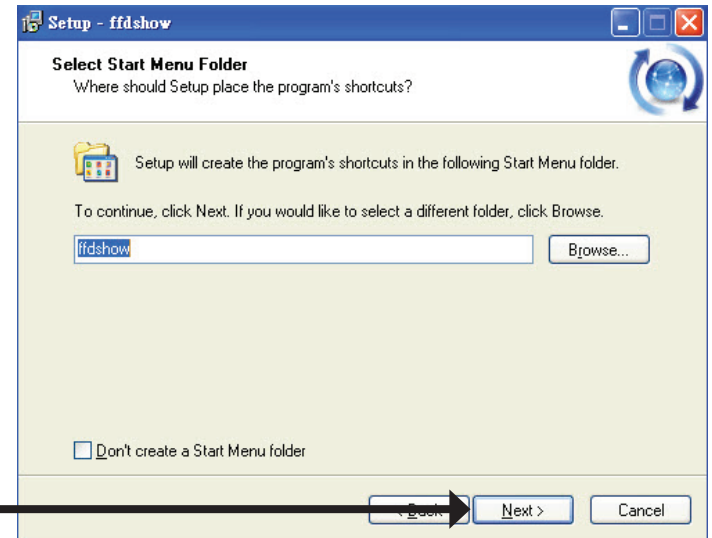 Setup - ffdshow
Select Start Menu Folder
Where should Setup place the program's shortcuts?
Setup will create the program's shortcuts in the following Start Menu folder.
To continue, click Next. If you would like to select a different folder, click Browse.
ffdshow
Browse...
Don't create a Start Menu folder
< Back
Next >
Cancel